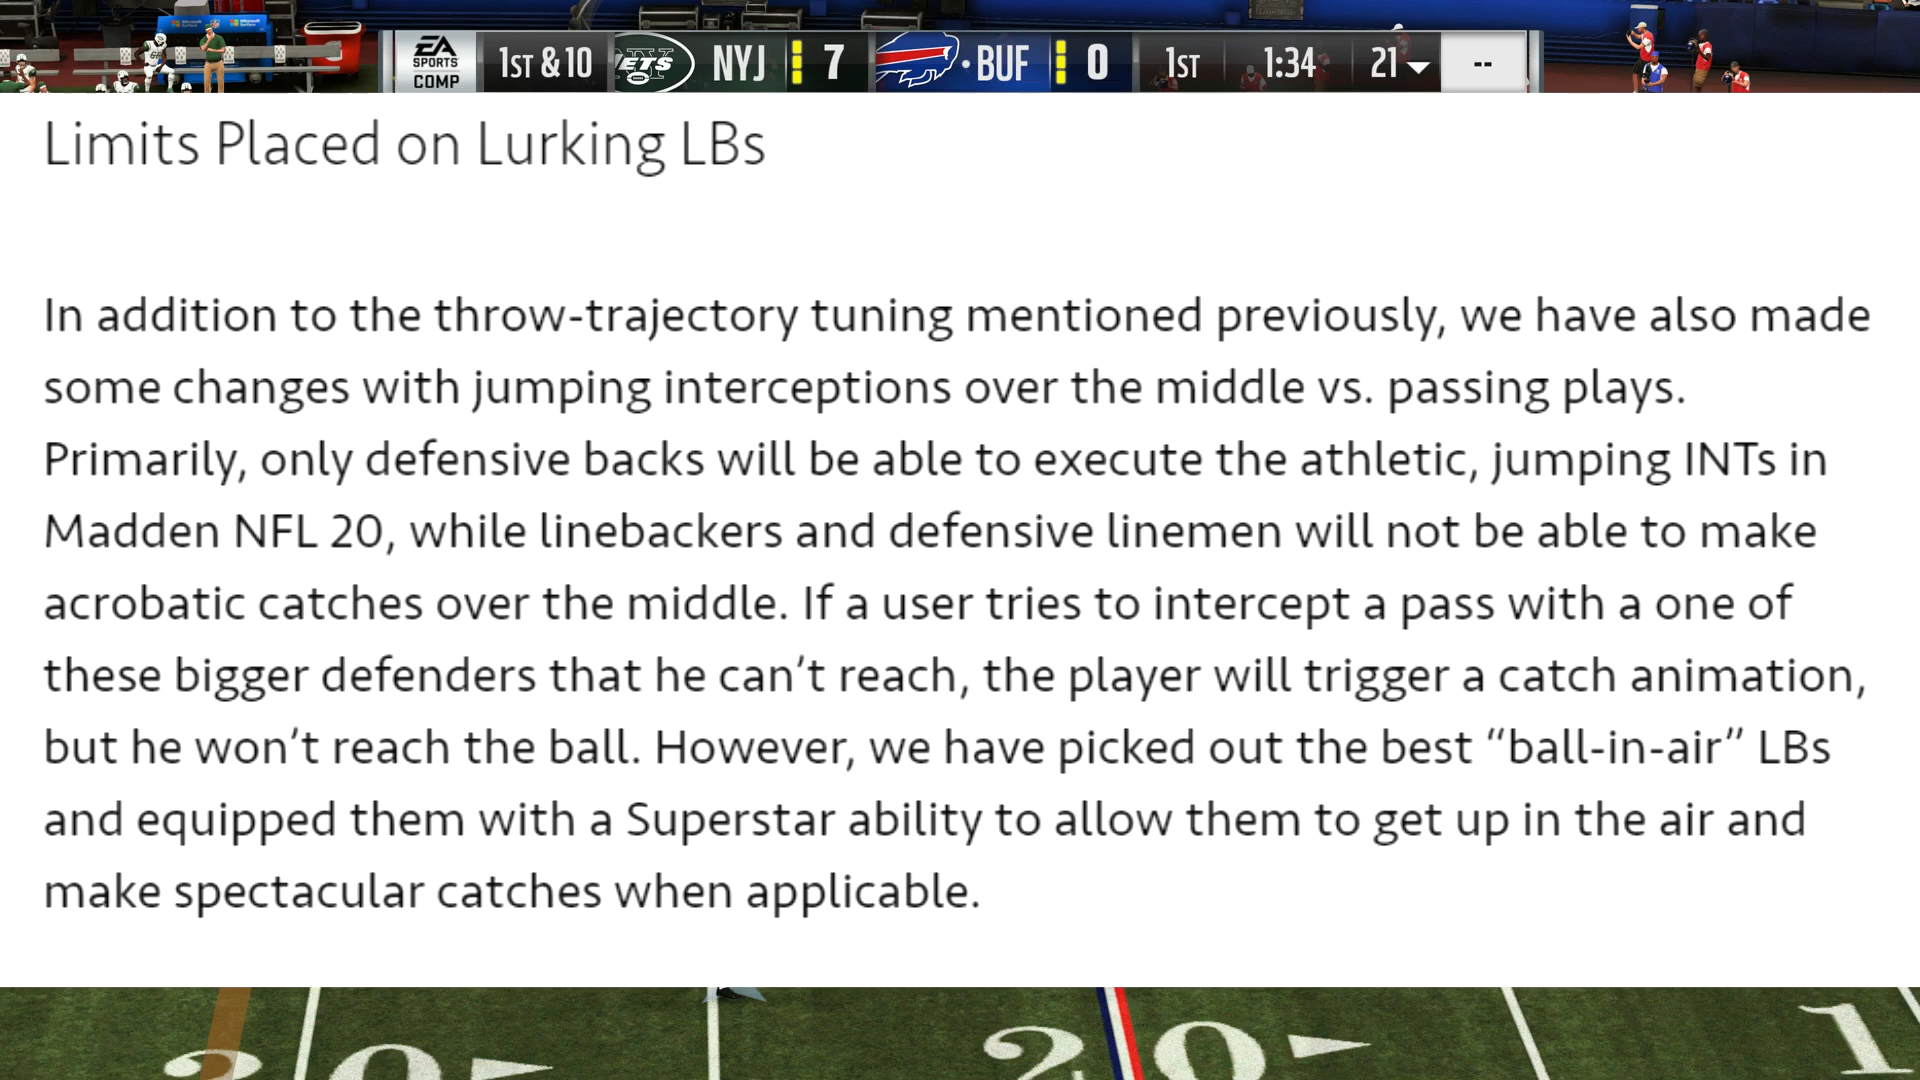 EA SPORTS COMP 1ST & 10 JETS NY NYJ 7 BUF 0 1ST 1:34 21 --
Limits Placed on Lurking LBs
In addition to the throw-trajectory tuning mentioned previously, we have also made
some changes with jumping interceptions over the middle vs. passing plays.
Primarily, only defensive backs will be able to execute the athletic, jumping INTs in
Madden NFL 20, while linebackers and defensive linemen will not be able to make
acrobatic catches over the middle. If a user tries to intercept a pass with a one of
these bigger defenders that he can’t reach, the player will trigger a catch animation,
but he won’t reach the ball. However, we have picked out the best “ball-in-air” LBs
and equipped them with a Superstar ability to allow them to get up in the air and
make spectacular catches when applicable.
20 20 1